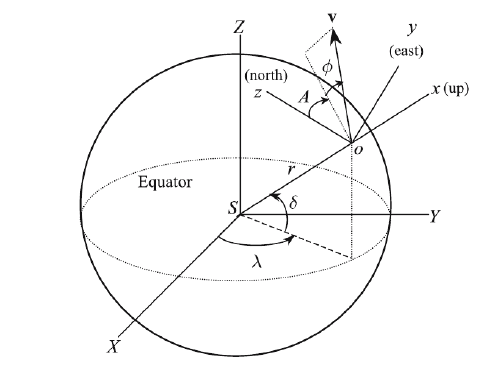 Z
v
y
(east)
(north)
z
A
ϕ
x (up)
o
r
Equator
S
δ
Y
λ
X